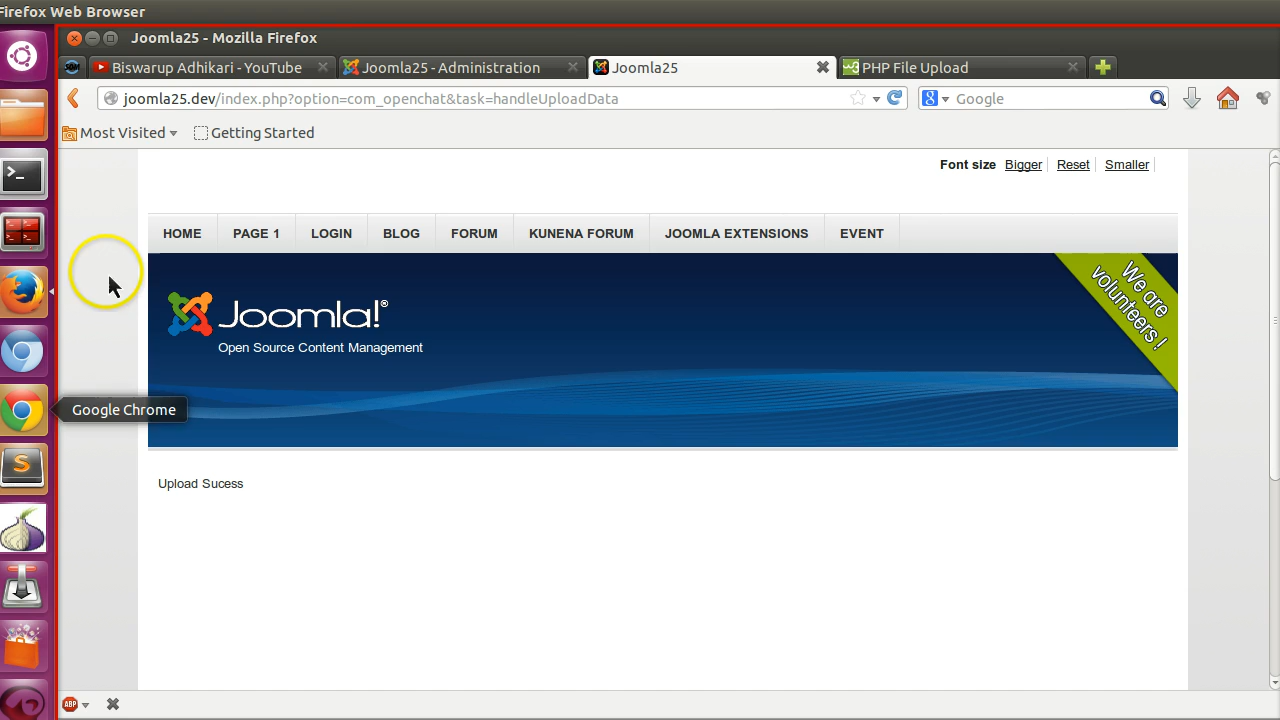 Firefox Web Browser
Joomla25 - Mozilla Firefox
Biswarup Adhikari - YouTube
Joomla25 - Administration
Joomla25
PHP File Upload
joomla25.dev/index.php?option=com_openchat&task=handleUploadData
Google
Most Visited
Getting Started
Font size Bigger Reset Smaller
HOME PAGE 1 LOGIN BLOG FORUM KUNENA FORUM JOOMLA EXTENSIONS EVENT
We are
volunteers !
Joomla!®
Open Source Content Management
Google Chrome
Upload Sucess
ABP